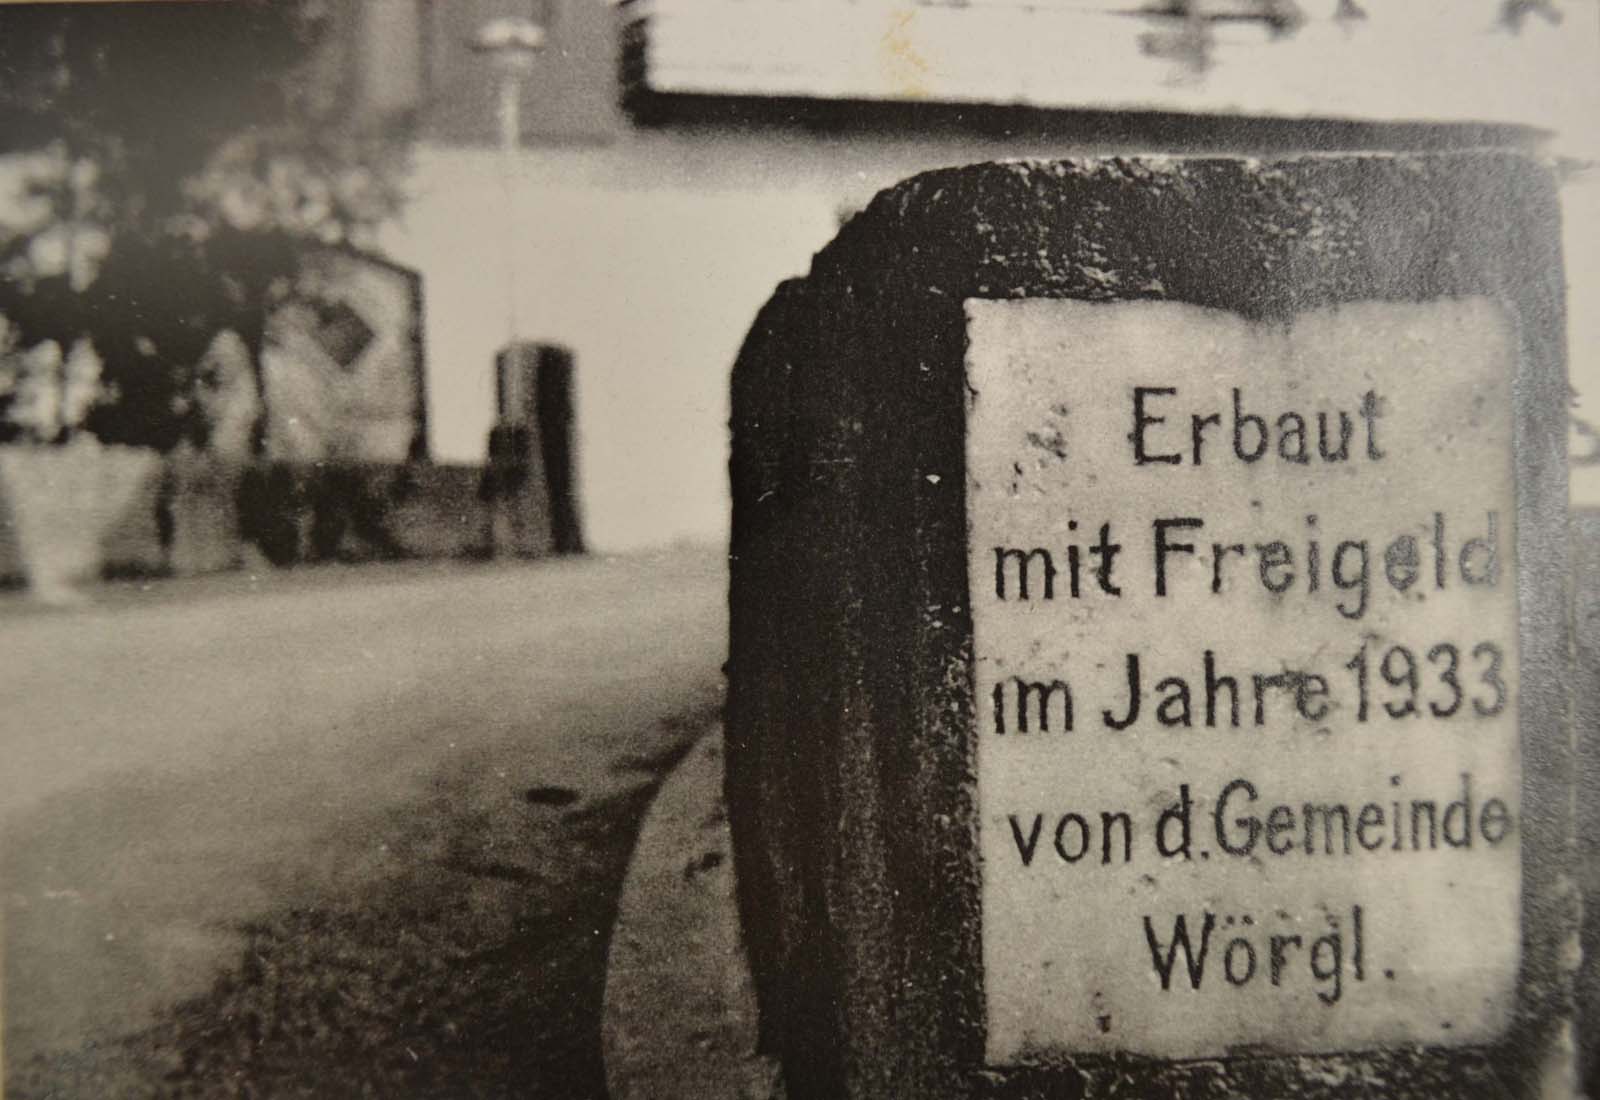 Erbaut
mit Freigeld
im Jahre 1933
von d. Gemeinde
Wörgl.